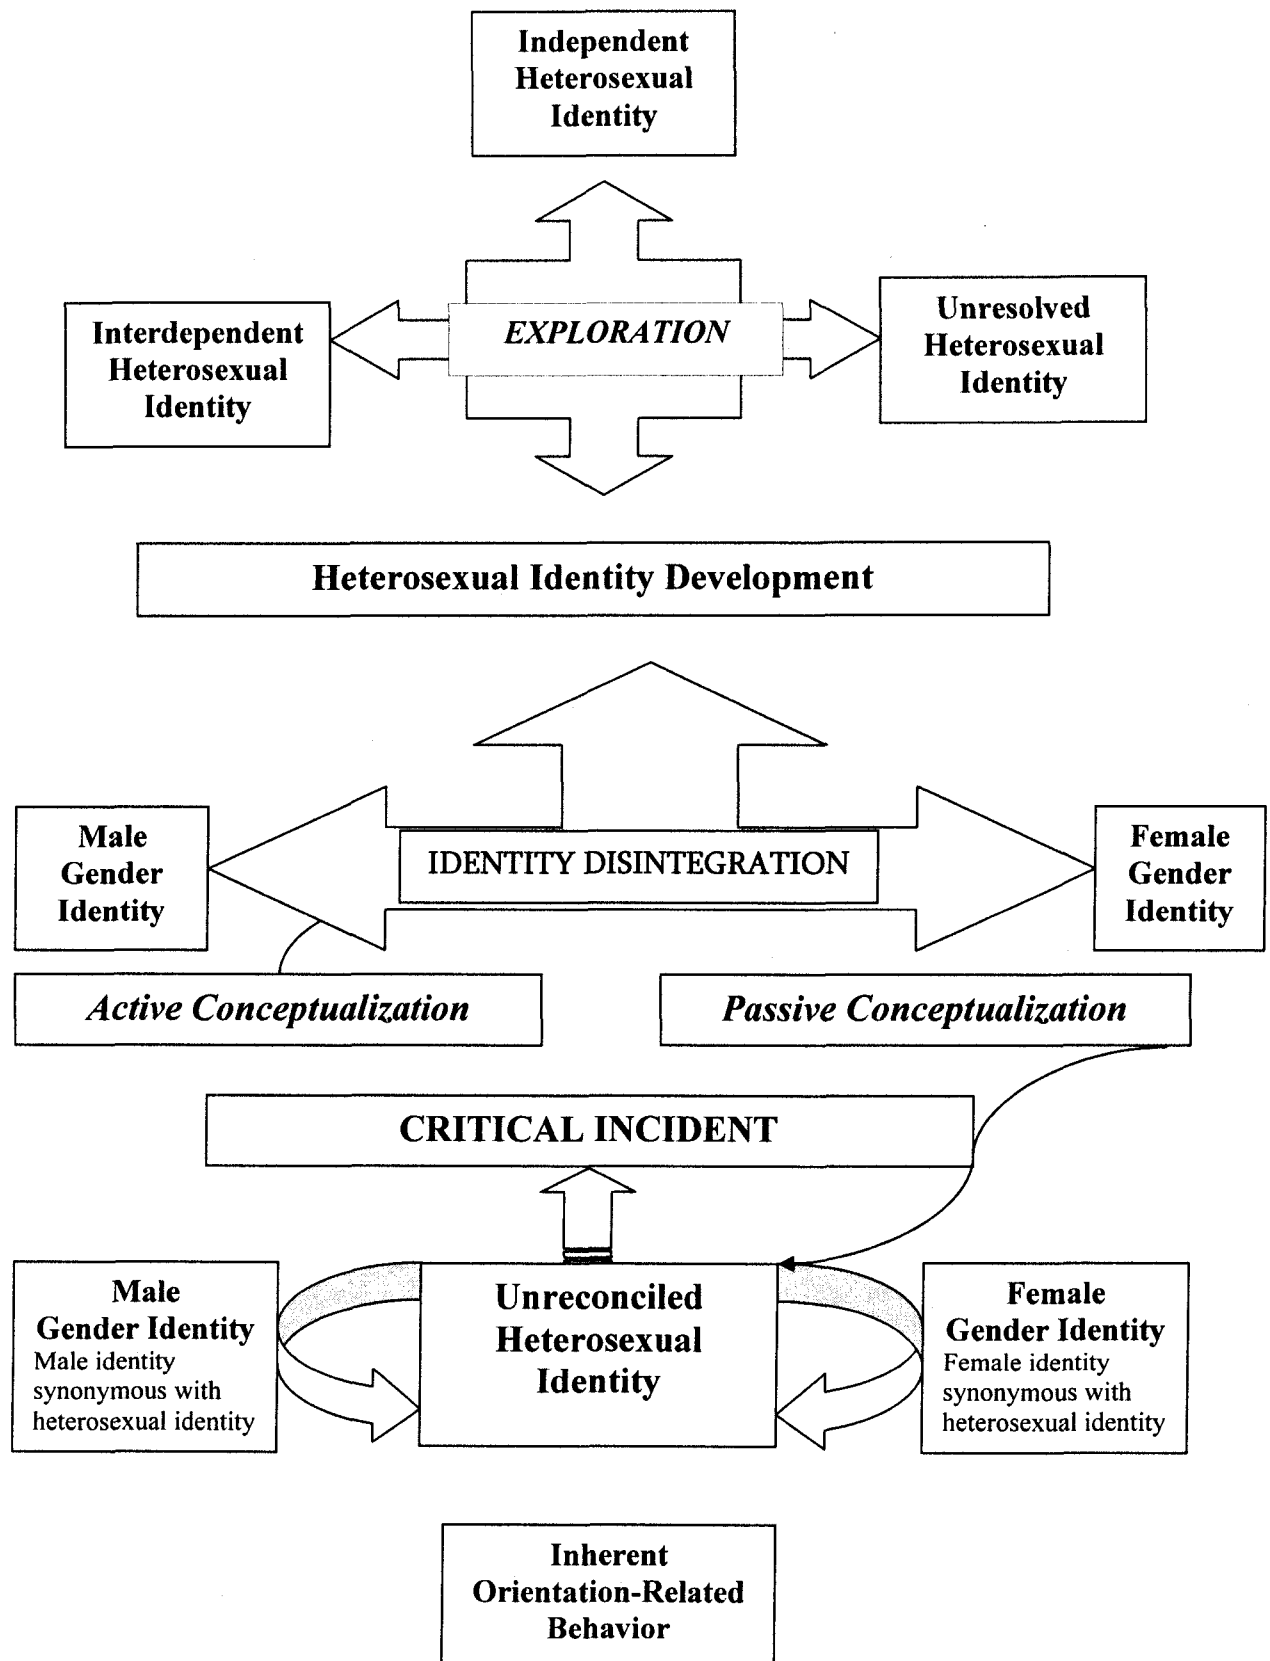 Independent
Heterosexual
Identity
Interdependent
Heterosexual
Identity
EXPLORATION
Unresolved
Heterosexual
Identity
Heterosexual Identity Development
Male
Gender
Identity
IDENTITY DISINTEGRATION
Female
Gender
Identity
Active Conceptualization
Passive Conceptualization
CRITICAL INCIDENT
Male
Gender Identity
Male identity
synonymous with
heterosexual identity
Unreconciled
Heterosexual
Identity
Female
Gender Identity
Female identity
synonymous with
heterosexual identity
Inherent
Orientation-Related
Behavior